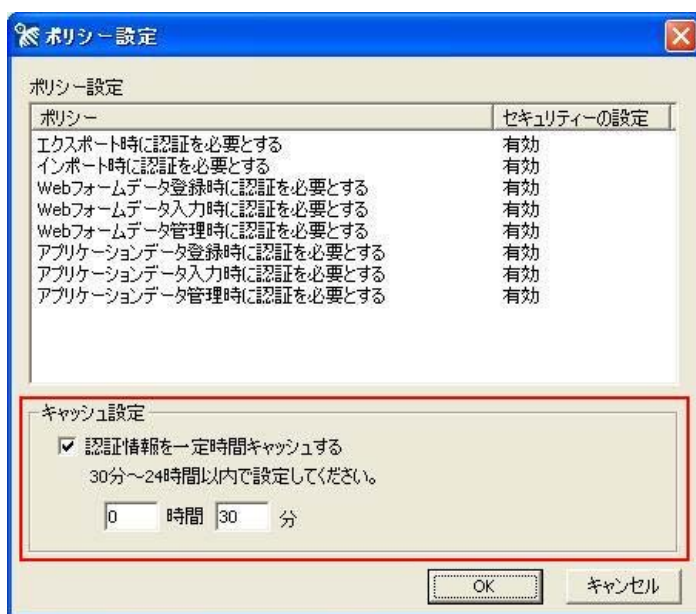 ポリシー設定
ポリシー設定
ポリシー セキュリティーの設定
エクスポート時に認証を必要とする 有効
インポート時に認証を必要とする 有効
Webフォームデータ登録時に認証を必要とする 有効
Webフォームデータ入力時に認証を必要とする 有効
Webフォームデータ管理時に認証を必要とする 有効
アプリケーションデータ登録時に認証を必要とする 有効
アプリケーションデータ入力時に認証を必要とする 有効
アプリケーションデータ管理時に認証を必要とする 有効
キャッシュ設定
認証情報を一定時間キャッシュする
30分～24時間以内で設定してください。
0 時間 30 分
OK キャンセル